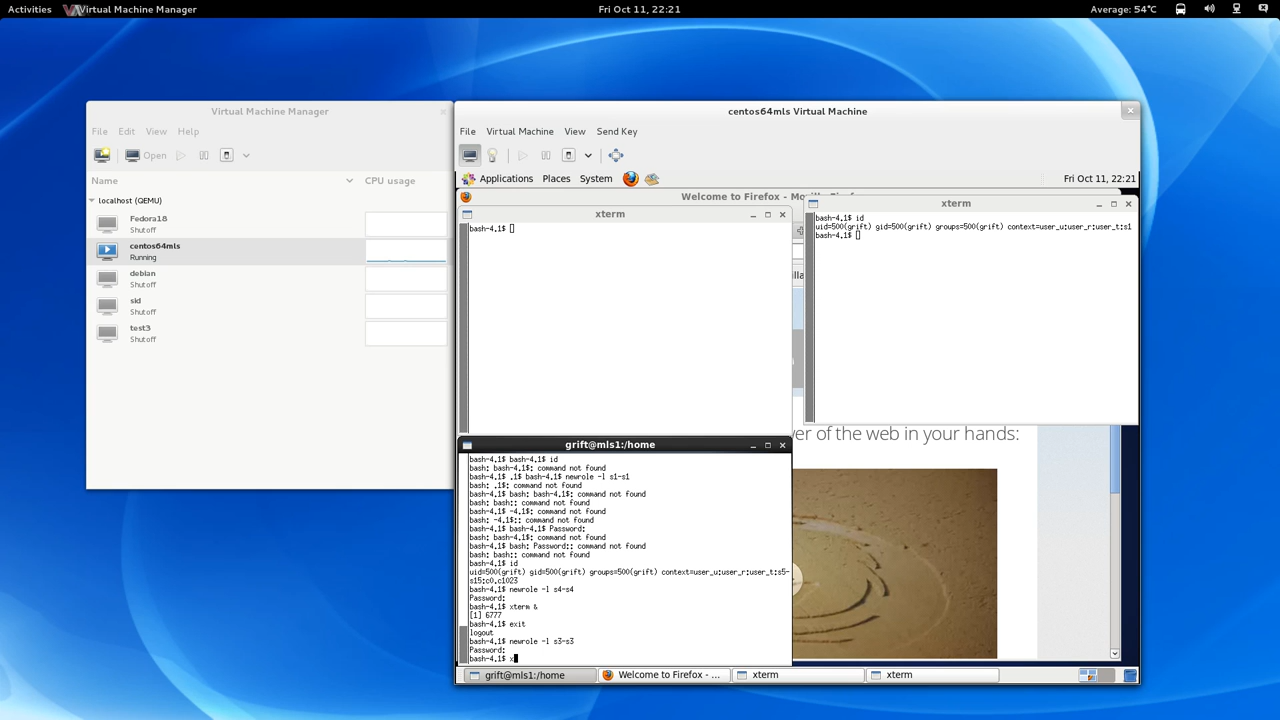 Activities
Virtual Machine Manager
Fri Oct 11, 22:21
Average: 54°C
Virtual Machine Manager
File Edit View Help
Open
Name
CPU usage
localhost (QEMU)
Fedora18
Shutoff
centos64mls
Running
debian
Shutoff
sid
Shutoff
test3
Shutoff
centos64mls Virtual Machine
File Virtual Machine View Send Key
Applications Places System
Fri Oct 11, 22:21
Welcome to Firefox - Mo
xterm
bash-4.1$
xterm
bash-4.1$ id
uid=500(grift) gid=500(grift) groups=500(grift) context=user_u:user_r:user_t:s1
bash-4.1$
illa
wer of the web in your hands:
grift@mls1:/home
bash-4.1$ bash-4.1$ id
bash: bash-4.1$: command not found
bash-4.1$ .1$ bash-4.1$ newrole -l s1-s1
bash: .1$: command not found
bash-4.1$ bash: bash-4.1$: command not found
bash: bash:: command not found
bash-4.1$ -4.1$: command not found
bash: -4.1$:: command not found
bash-4.1$ bash-4.1$ Password:
bash: bash-4.1$: command not found
bash-4.1$ bash: Password:: command not found
bash: bash:: command not found
bash-4.1$ id
uid=500(grift) gid=500(grift) groups=500(grift) context=user_u:user_r:user_t:s5-
s15:c0.c1023
bash-4.1$ newrole -l s4-s4
Password:
bash-4.1$ xterm &
[1] 6777
bash-4.1$ exit
logout
bash-4.1$ newrole -l s3-s3
Password:
bash-4.1$ x
grift@mls1:/home
Welcome to Firefox - ...
xterm
xterm